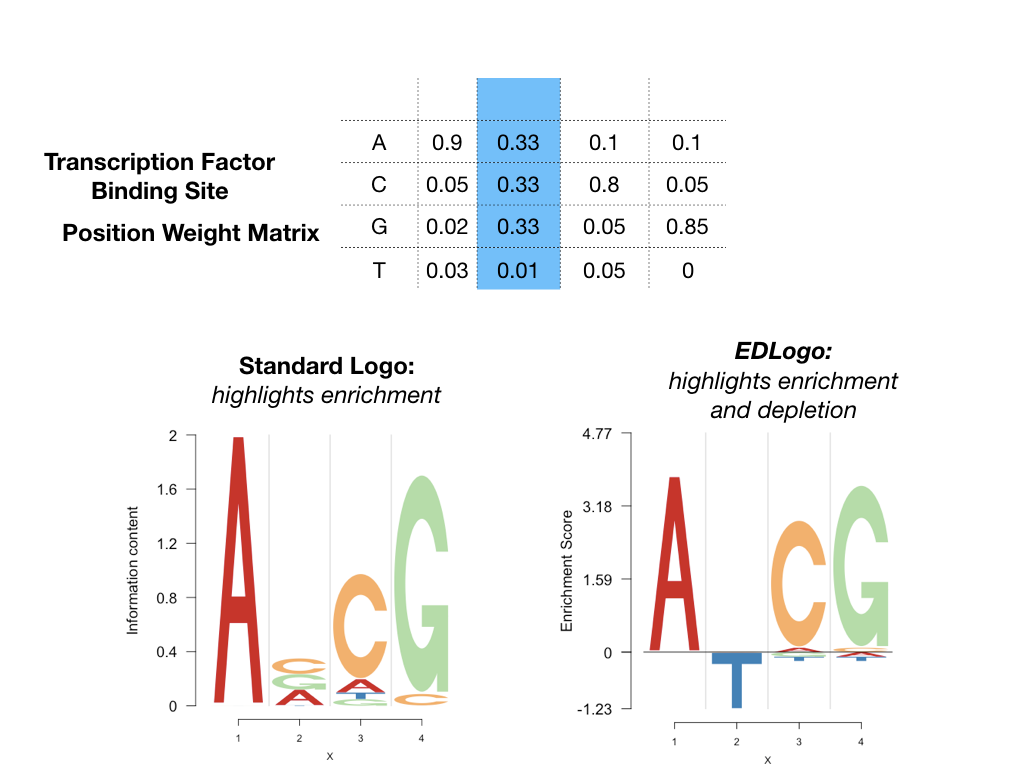 Transcription Factor
Binding Site
Position Weight Matrix
A 0.9 0.33 0.1 0.1
C 0.05 0.33 0.8 0.05
G 0.02 0.33 0.05 0.85
T 0.03 0.01 0.05 0
Standard Logo:
highlights enrichment
2
1.6
1.2
0.8
0.4
0
Information content
A
C
G
A
C
A
T
G
G
C
1 2 3 4
X
EDLogo:
highlights enrichment
and depletion
4.77
3.18
1.59
0
-1.23
Enrichment Score
A
T
C
A
G
T
G
C
A
T
1 2 3 4
X